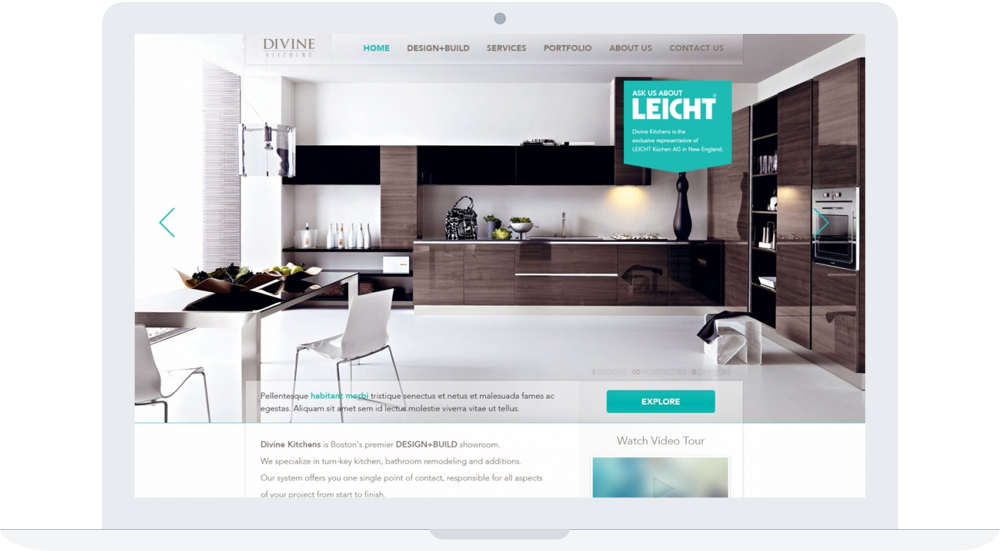 DIVINE
KITCHENS
HOME DESIGN+BUILD SERVICES PORTFOLIO ABOUT US CONTACT US
ASK US ABOUT
LEICHT®
Divine Kitchens is the
exclusive representative of
LEICHT Küchen AG in New England.
Pellentesque habitant morbi tristique senectus et netus et malesuada fames ac
egestas. Aliquam sit amet sem id lectus molestie viverra vitae ut tellus.
EXPLORE
Divine Kitchens is Boston's premier DESIGN+BUILD showroom.
We specialize in turn-key kitchen, bathroom remodeling and additions.
Our system offers you one single point of contact, responsible for all aspects
of your project from start to finish.
Watch Video Tour